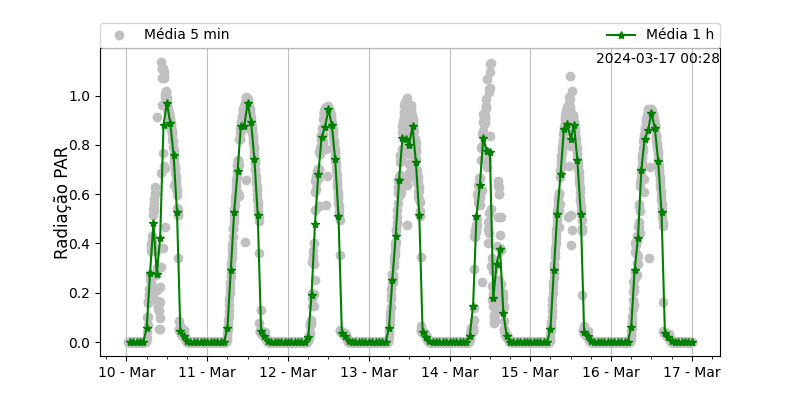 Média 5 min
Média 1 h
2024-03-17 00:28
Radiação PAR
1.0
0.8
0.6
0.4
0.2
0.0
10 - Mar
11 - Mar
12 - Mar
13 - Mar
14 - Mar
15 - Mar
16 - Mar
17 - Mar